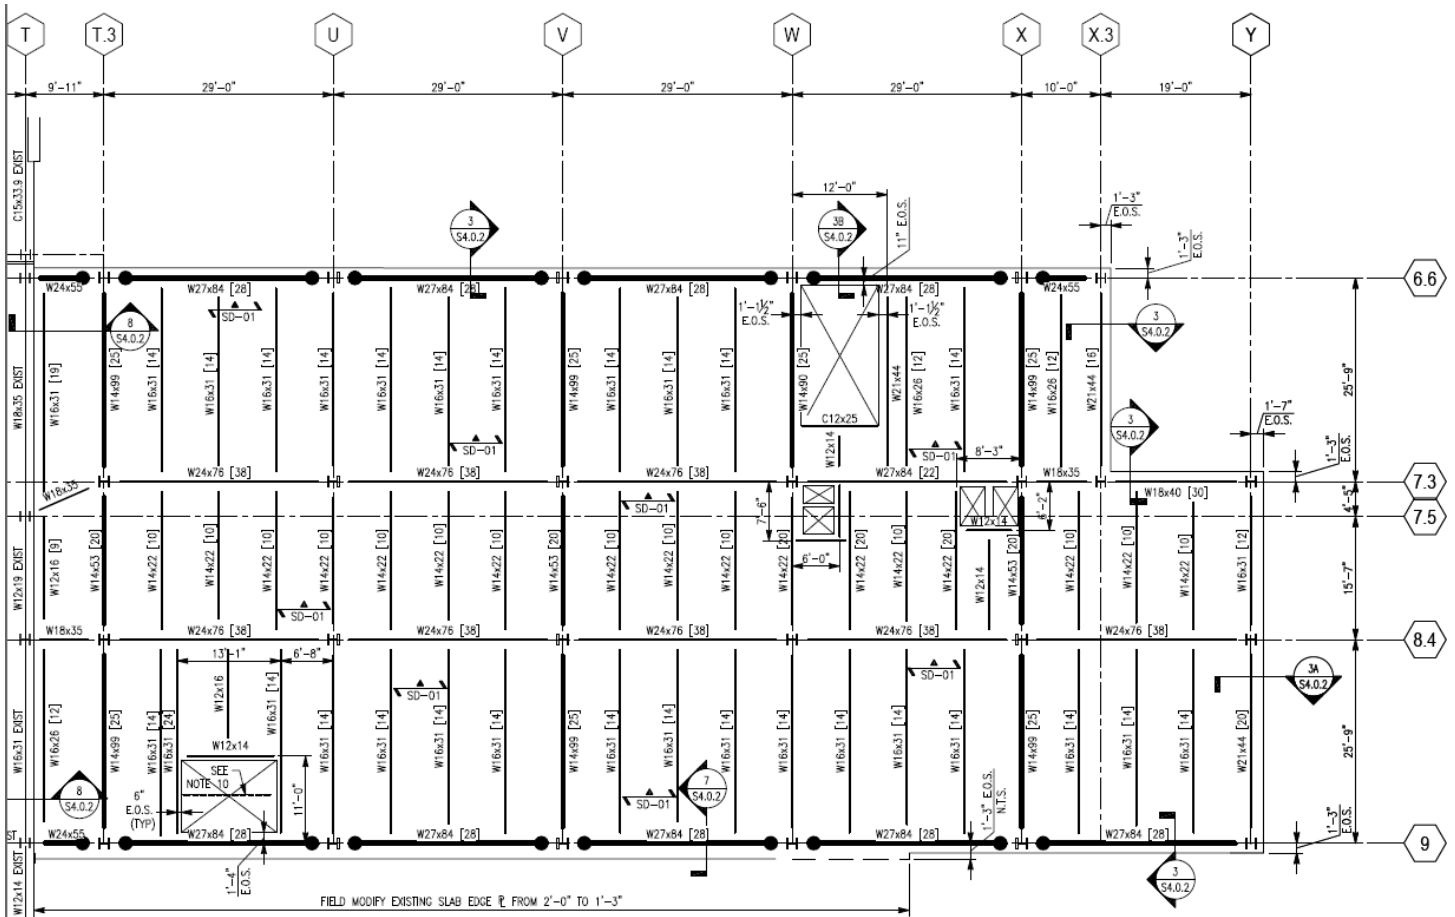 T T.3 U V W X X.3 Y
9'-11" 29'-0" 29'-0" 29'-0" 29'-0" 10'-0" 19'-0"
C15x33.9 EXIST
12'-0"
11" E.O.S.
1'-3"
E.O.S.
1'-3"
E.O.S.
3
S4.0.2
3B
S4.0.2
6.6
W24x55 W27x84 [28] W27x84 [28] W27x84 [28] W27x84 [28] W24x55
SD-01
8
S4.0.2
1'-1½"
E.O.S.
1'-1½"
E.O.S.
3
S4.0.2
W18x35 EXIST
W16x31 [19]
W14x99 [25]
W16x31 [14]
W16x31 [14]
W16x31 [14]
W16x31 [14]
W16x31 [14]
W16x31 [14]
W16x31 [14]
W14x99 [25]
W16x31 [14]
W16x31 [14]
W16x31 [14]
W14x90 [25]
W21x44
W16x26 [12]
W16x31 [14]
W14x99 [25]
W16x26 [12]
W21x44 [16]
25'-9"
C12x25
W12x14
SD-01
SD-01
8'-3"
3
S4.0.2
1'-7"
E.O.S.
1'-3"
E.O.S.
W24x76 [38] W24x76 [38] W24x76 [38] W27x84 [22] W18x35
7.3
W18x35
SD-01
7'-6"
6'-2"
W18x40 [30]
4'-5"
7.5
W12x14
6'-0"
W12x19 EXIST
W12x16 [9]
W14x53 [20]
W14x22 [10]
W14x22 [10]
W14x22 [10]
W14x22 [10]
W14x22 [10]
W14x22 [10]
W14x22 [10]
W14x53 [20]
W14x22 [10]
W14x22 [10]
W14x22 [10]
W14x22 [20]
W14x22 [20]
W14x22 [10]
W14x22 [20]
W12x14
W14x53 [20]
W14x22 [10]
W14x22 [10]
W14x22 [10]
W16x31 [12]
15'-7"
SD-01
W18x35 W24x76 [38] W24x76 [38] W24x76 [38] W24x76 [38] W24x76 [38]
8.4
13'-1" 6'-8"
SD-01
SD-01
3A
S4.0.2
W16x31 EXIST
W16x26 [12]
W14x99 [25]
W16x31 [14]
W16x31 [24]
W12x16
W16x31 [14]
W16x31 [14]
W16x31 [14]
W16x31 [14]
W16x31 [14]
W14x99 [25]
W16x31 [14]
W16x31 [14]
W16x31 [14]
W16x31 [14]
W16x31 [14]
W16x31 [14]
W16x31 [14]
W14x99 [25]
W16x31 [14]
W16x31 [14]
W16x31 [14]
W21x44 [20]
25'-9"
W12x14
SEE
NOTE 10
11'-0"
8
S4.0.2
6"
E.O.S.
(TYP)
SD-01
7
S4.0.2
1'-3" E.O.S.
N.T.S.
1'-3"
E.O.S.
ST
W24x55 W27x84 [28] W27x84 [28] W27x84 [28] W27x84 [28] W27x84 [28]
9
W12x14 EXIST
1'-4"
E.O.S.
3
S4.0.2
FIELD MODIFY EXISTING SLAB EDGE ℄ FROM 2'-0" TO 1'-3"